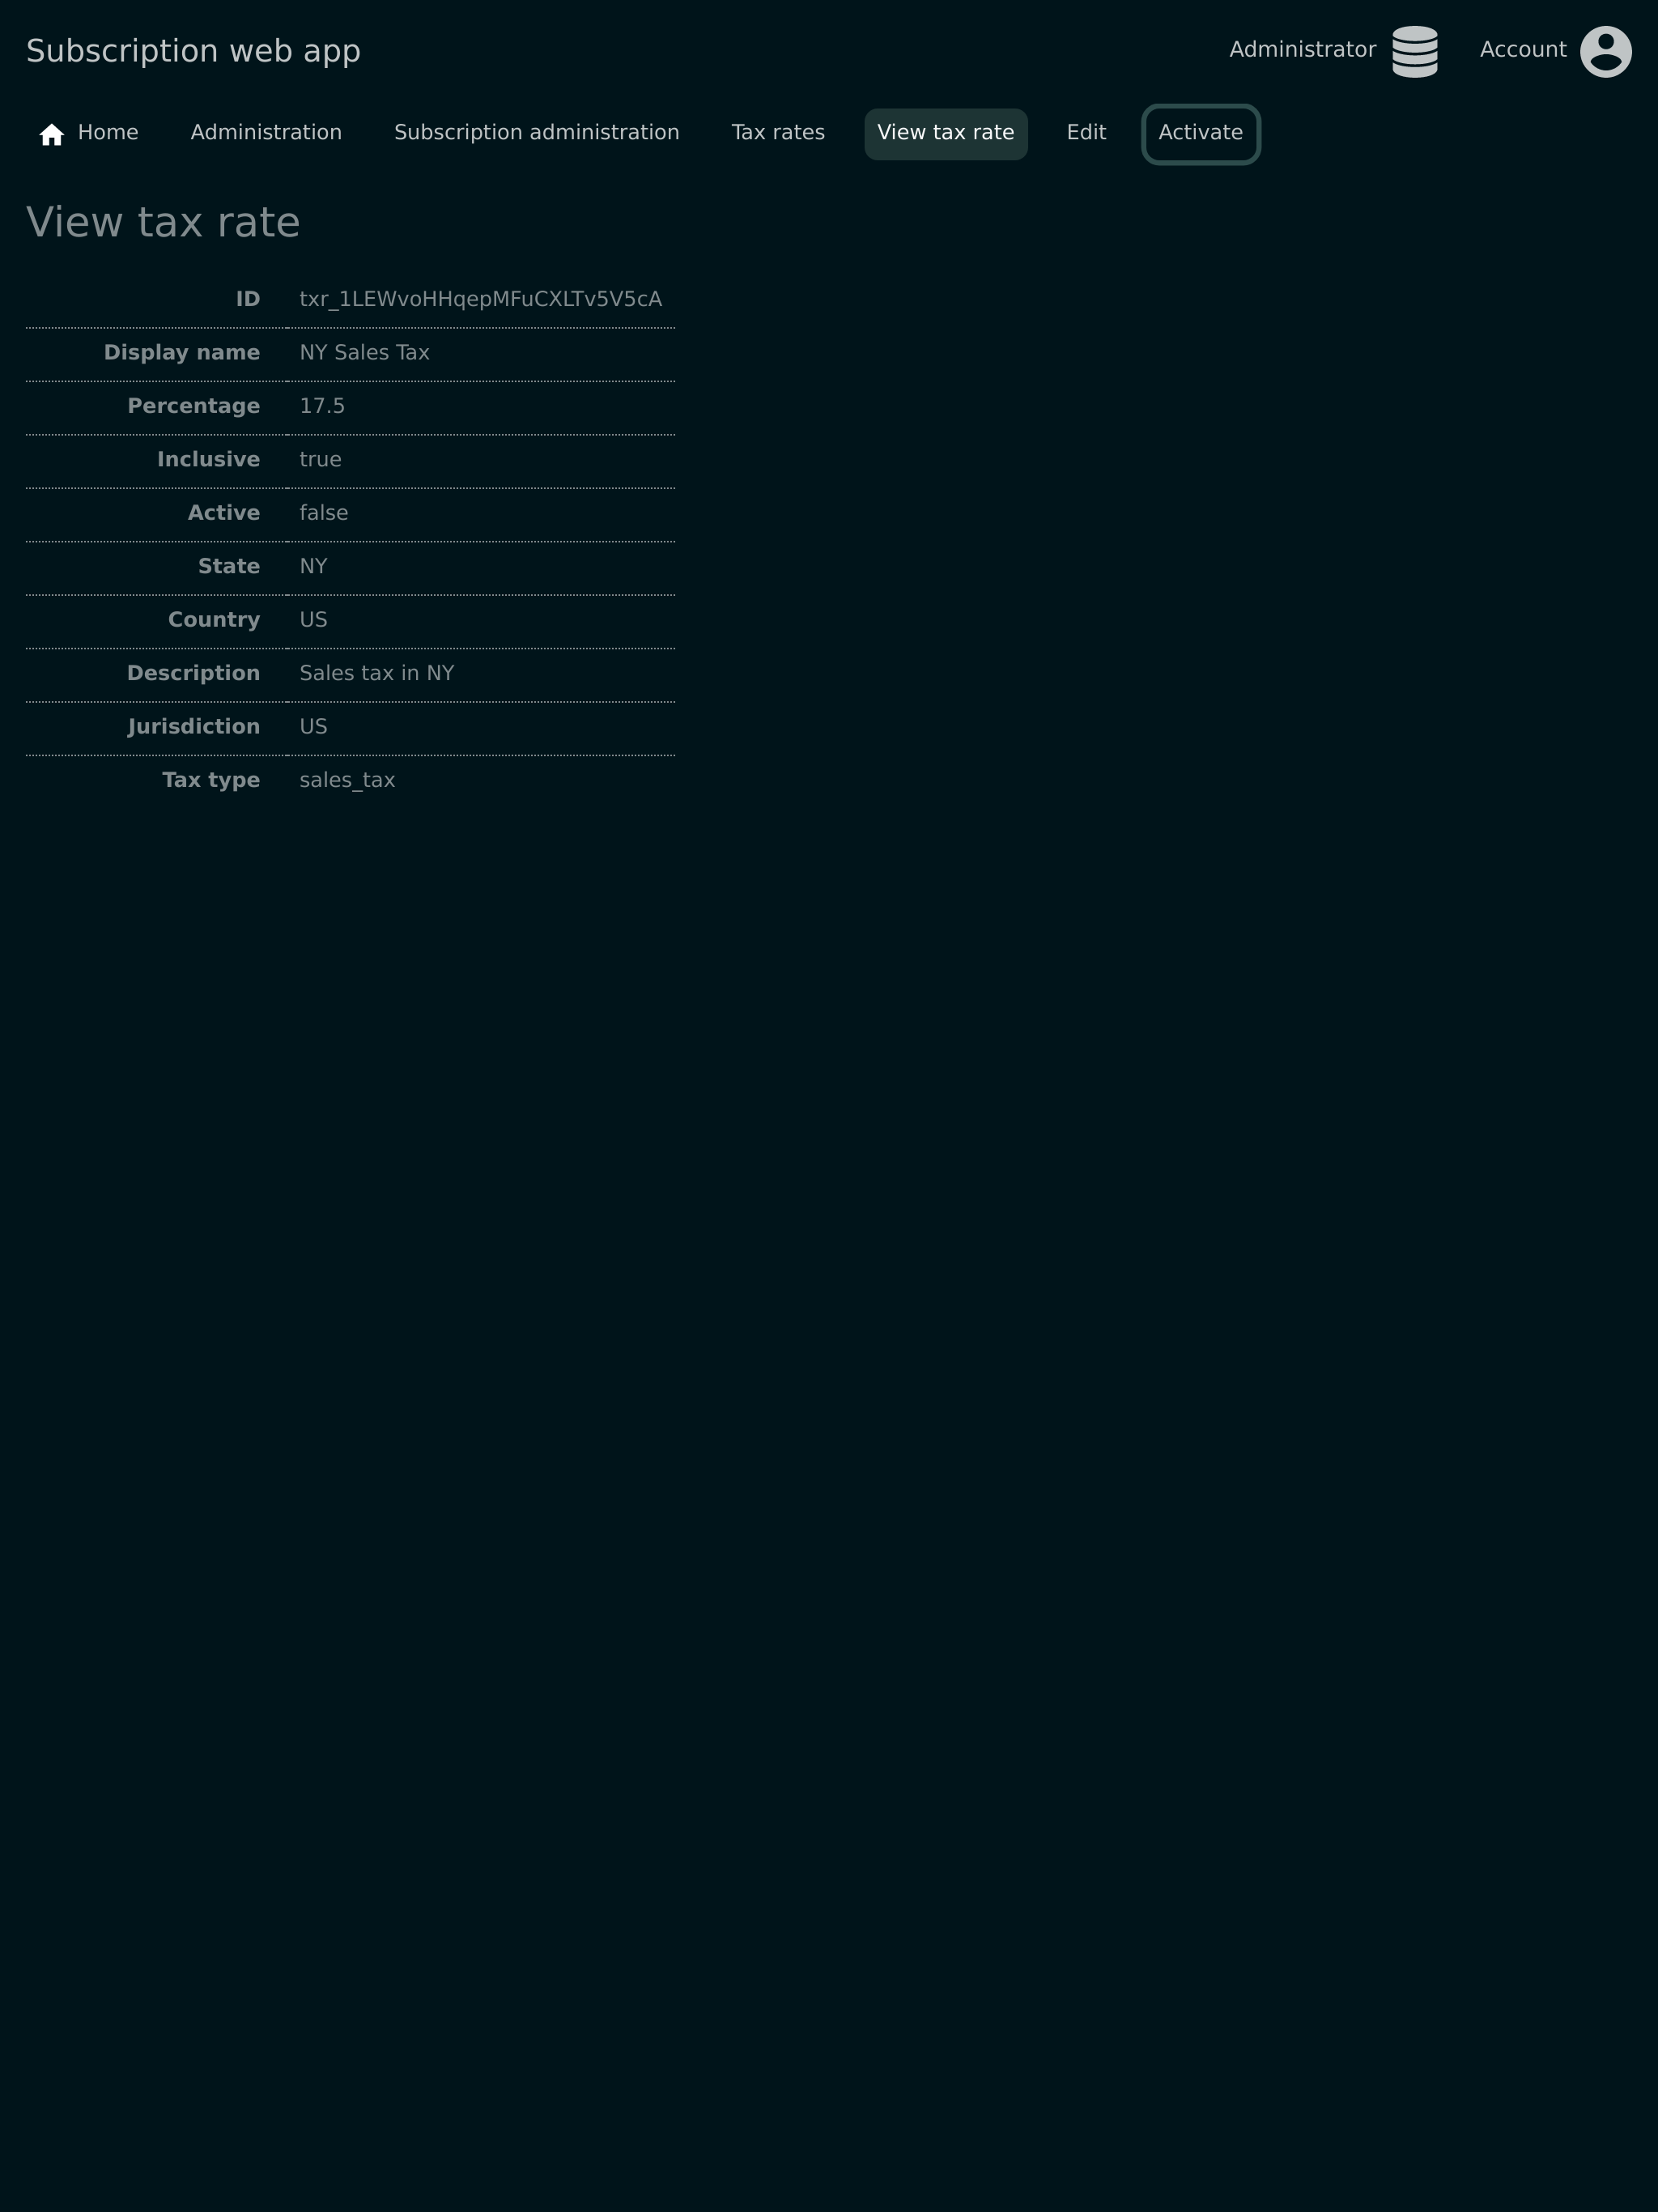 Subscription web app Administrator Account
Home Administration Subscription administration Tax rates View tax rate Edit Activate
View tax rate
ID txr_1LEWvoHHqepMFuCXLTv5V5cA
Display name NY Sales Tax
Percentage 17.5
Inclusive true
Active false
State NY
Country US
Description Sales tax in NY
Jurisdiction US
Tax type sales_tax